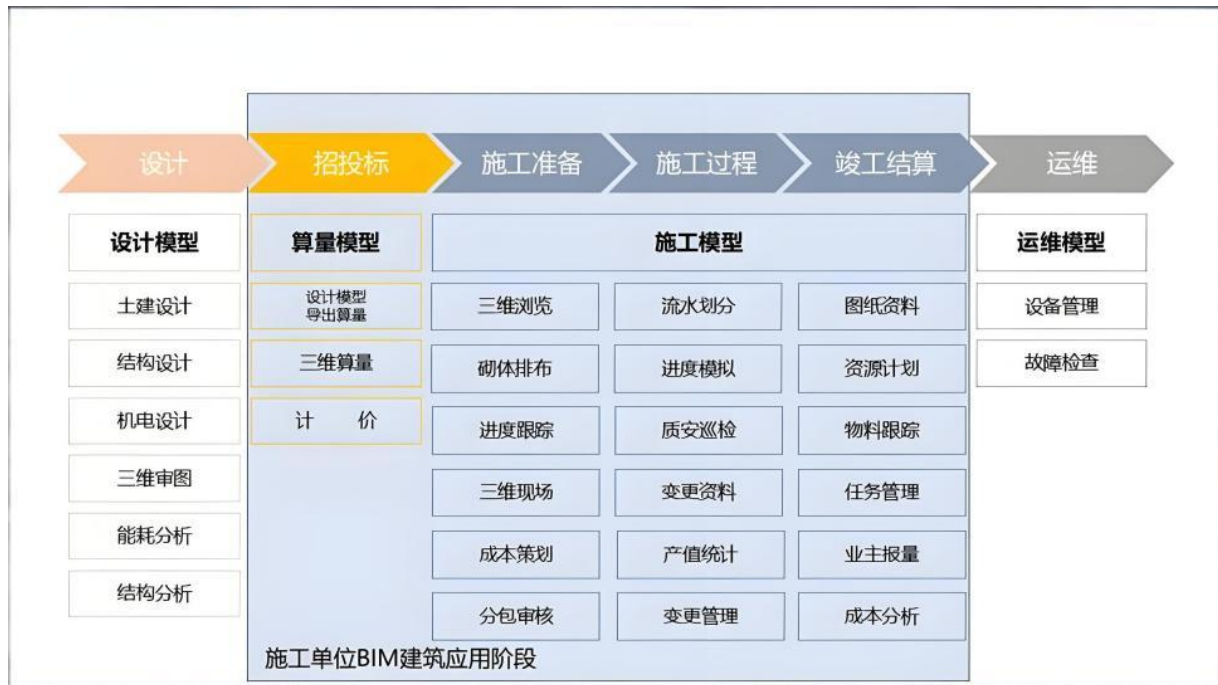 设计
招投标
施工准备
施工过程
竣工结算
运维
设计模型
算量模型
施工模型
运维模型
土建设计
设计模型
导出算量
三维浏览
流水划分
图纸资料
设备管理
结构设计
三维算量
砌体排布
进度模拟
资源计划
故障检查
机电设计
计 价
进度跟踪
质安巡检
物料跟踪
三维审图
三维现场
变更资料
任务管理
能耗分析
成本策划
产值统计
业主报量
结构分析
分包审核
变更管理
成本分析
施工单位BIM建筑应用阶段